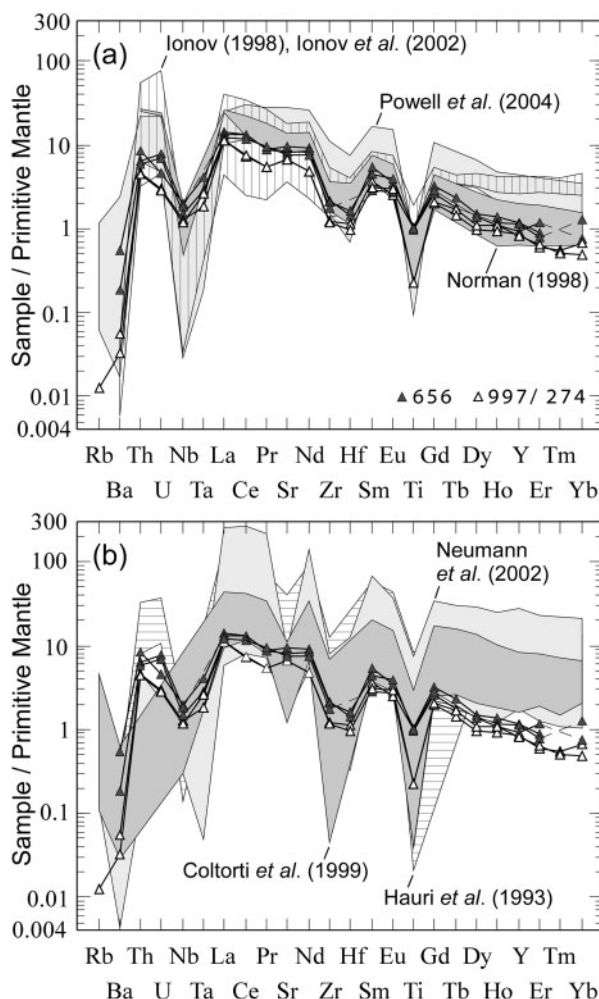 300
(a)
Ionov (1998), Ionov et al. (2002)
100
Powell et al. (2004)
10
1
Norman (1998)
0.1
0.01
656 997/ 274
0.004
Sample / Primitive Mantle
Rb Th Nb La Pr Nd Hf Eu Gd Dy Y Tm
Ba U Ta Ce Sr Zr Sm Ti Tb Ho Er Yb
300
(b)
Neumann
et al. (2002)
100
10
1
0.1
Coltorti et al. (1999)
Hauri et al. (1993)
0.01
0.004
Sample / Primitive Mantle
Rb Th Nb La Pr Nd Hf Eu Gd Dy Y Tm
Ba U Ta Ce Sr Zr Sm Ti Tb Ho Er Yb